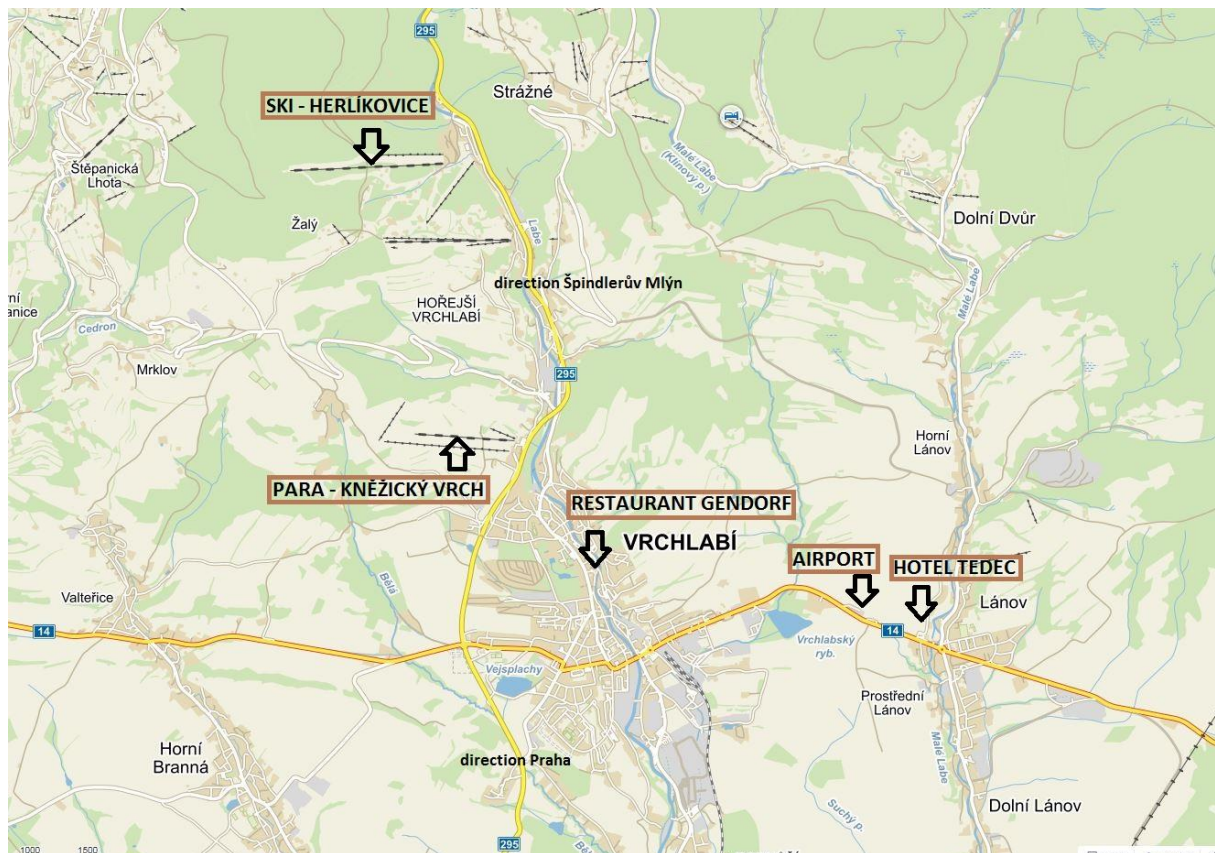 295
Strážné
SKI - HERLÍKOVICE
Malé Labe
(Klínový p.)
Štěpanická
Lhota
Dolní Dvůr
Žalý
Labe
direction Špindlerův Mlýn
HOŘEJŠÍ
VRCHLABÍ
Malé Labe
Cedron
Mrklov
295
Horní
Lánov
PARA - KNĚŽICKÝ VRCH
RESTAURANT GENDORF
VRCHLABÍ
AIRPORT
HOTEL TEDEC
Bělá
Valteřice
Lánov
14
14
Vrchlabský
ryb.
Vejsplachy
Prostřední
Lánov
Horní
Branná
direction Praha
Malé Labe
Suchý p.
Dolní Lánov
295
Bělá
1000
1500